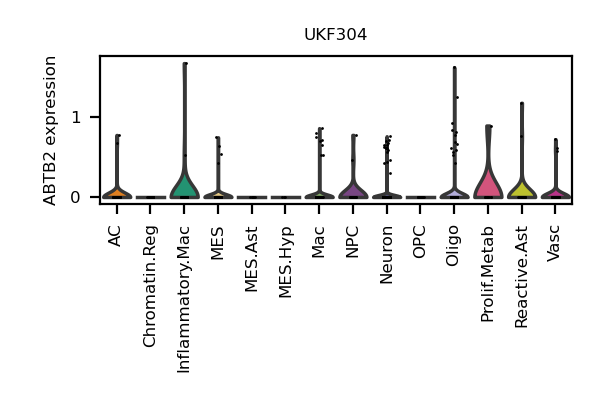 UKF304
ABTB2 expression
1
0
AC
Chromatin.Reg
Inflammatory.Mac
MES
MES.Ast
MES.Hyp
Mac
NPC
Neuron
OPC
Oligo
Prolif.Metab
Reactive.Ast
Vasc